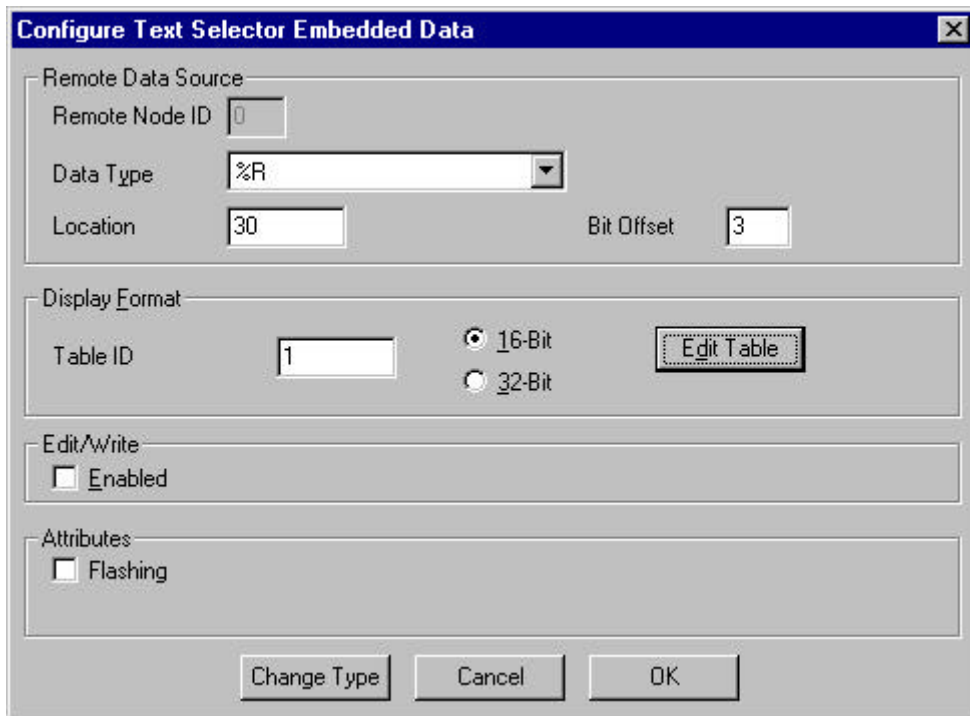 Configure Text Selector Embedded Data
Remote Data Source
Remote Node ID 0
Data Type %R
Location 30 Bit Offset 3
Display Format
Table ID 1 16-Bit Edit Table
32-Bit
Edit/Write
Enabled
Attributes
Flashing
Change Type Cancel OK